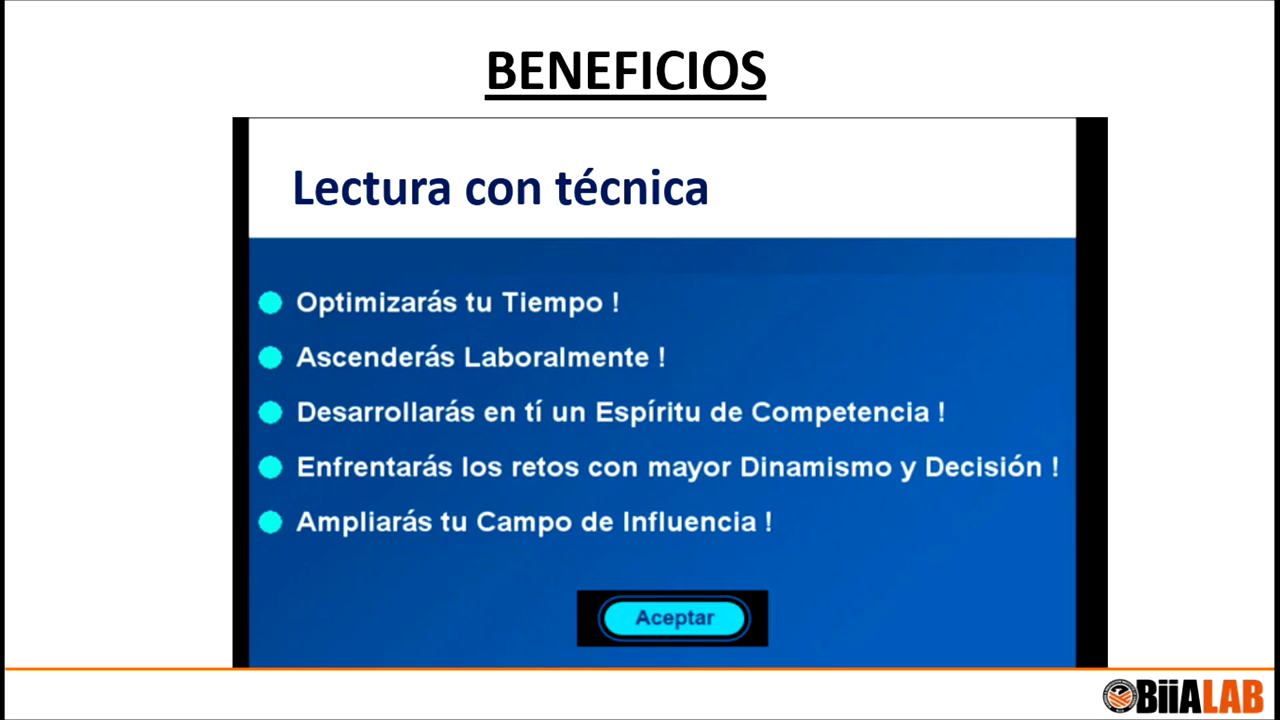 BENEFICIOS
Lectura con técnica
Optimizarás tu Tiempo !
Ascenderás Laboralmente !
Desarrollarás en tí un Espíritu de Competencia !
Enfrentarás los retos con mayor Dinamismo y Decisión !
Ampliarás tu Campo de Influencia !
Aceptar
BiiALAB